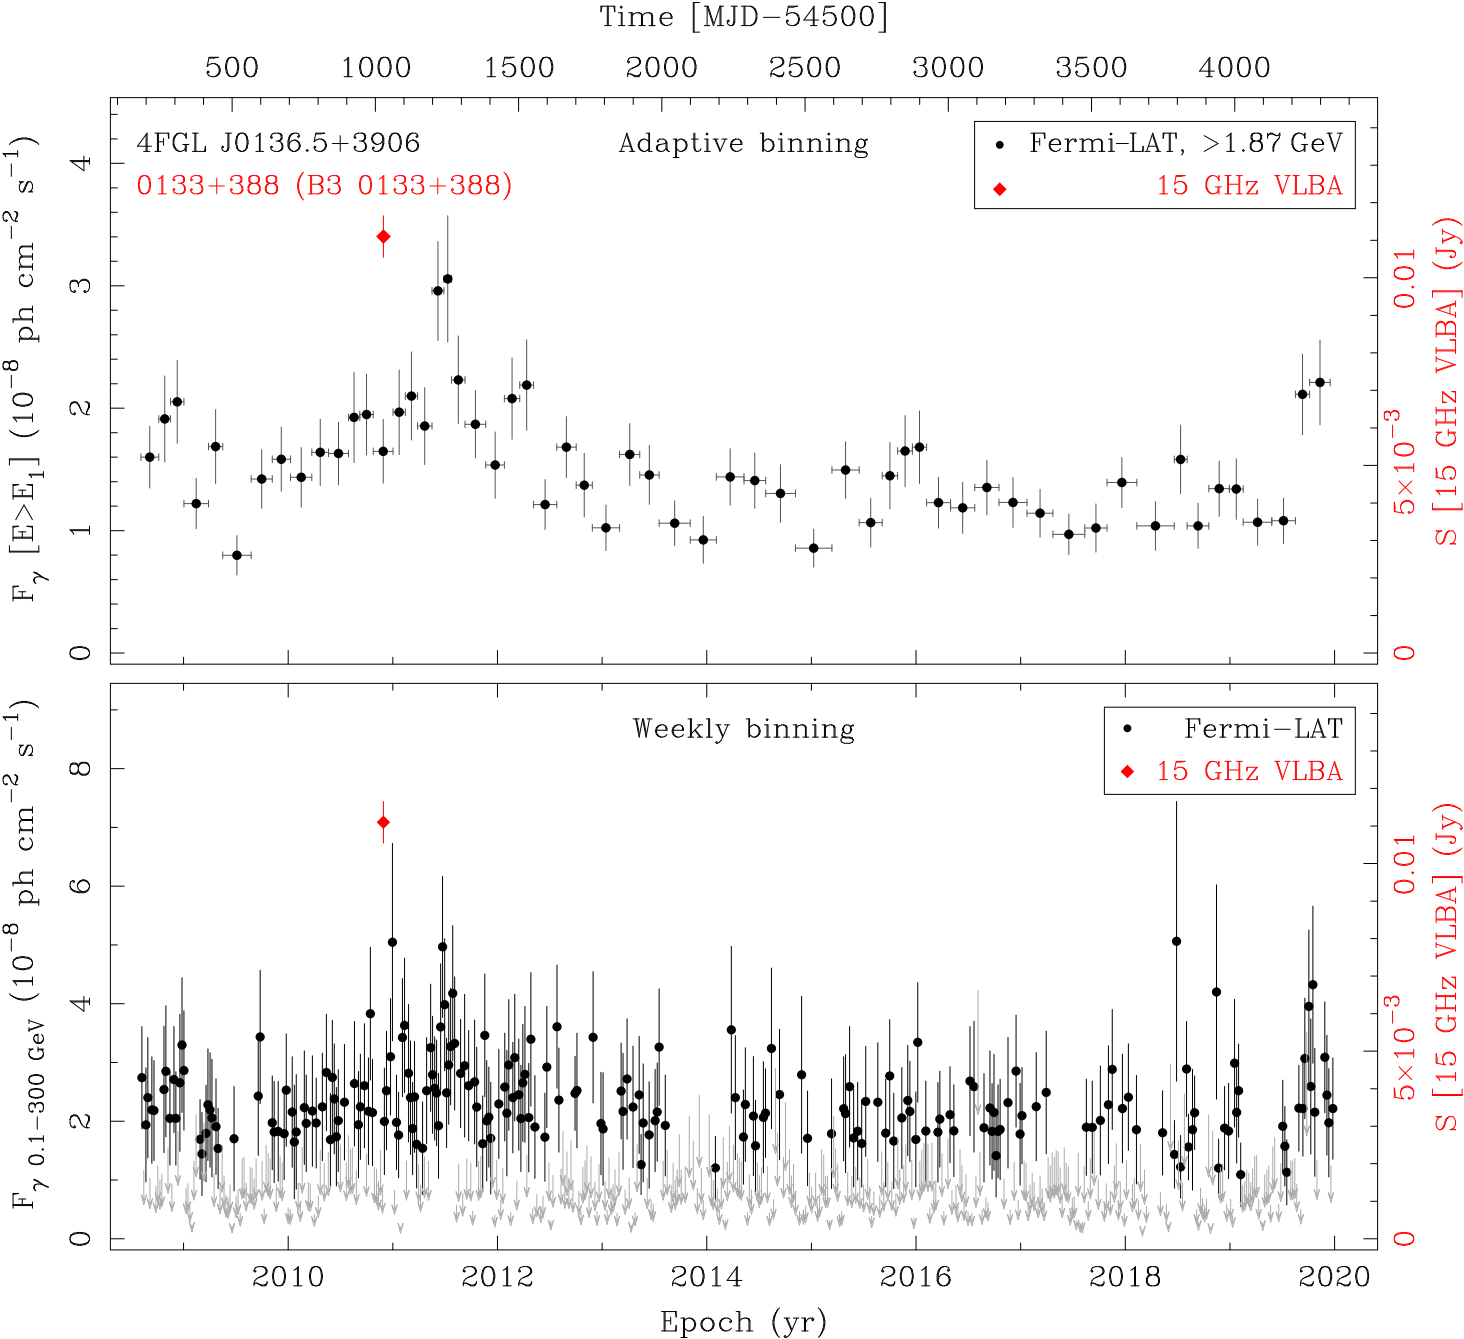 Time [MJD−54500]
500 1000 1500 2000 2500 3000 3500 4000
4FGL J0136.5+3906
0133+388 (B3 0133+388)
Adaptive binning
Fermi−LAT, >1.87 GeV
15 GHz VLBA
F_γ [E>E_1] (10^−8 ph cm^−2 s^−1)
4
3
2
1
0
0.01
5×10^−3
0
S [15 GHz VLBA] (Jy)
Weekly binning
Fermi−LAT
15 GHz VLBA
F_γ 0.1−300 GeV (10^−8 ph cm^−2 s^−1)
8
6
4
2
0
0.01
5×10^−3
0
S [15 GHz VLBA] (Jy)
2010 2012 2014 2016 2018 2020
Epoch (yr)